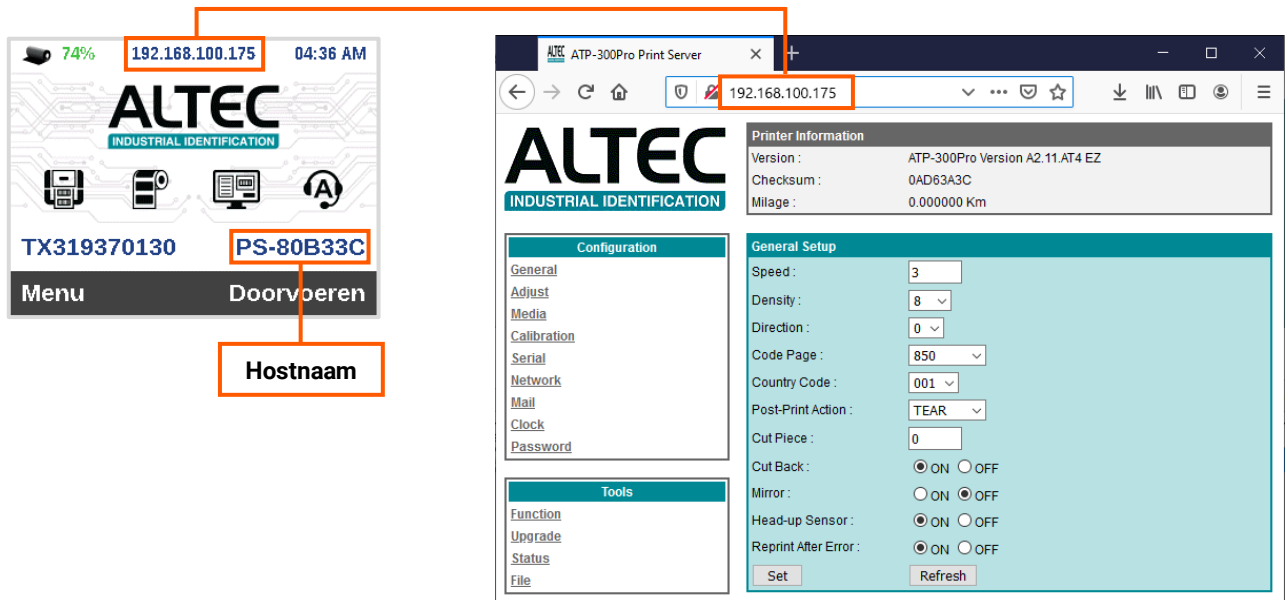 74% 192.168.100.175 04:36 AM
ALTEC
INDUSTRIAL IDENTIFICATION
TX319370130 PS-80B33C
Menu Doorvoeren
Hostnaam
ALTEC ATP-300Pro Print Server
192.168.100.175
ALTEC
INDUSTRIAL IDENTIFICATION
Printer Information
Version : ATP-300Pro Version A2.11.AT4 EZ
Checksum : 0AD63A3C
Milage : 0.000000 Km
Configuration
General
Adjust
Media
Calibration
Serial
Network
Mail
Clock
Password
Tools
Function
Upgrade
Status
File
General Setup
Speed : 3
Density : 8
Direction : 0
Code Page : 850
Country Code : 001
Post-Print Action : TEAR
Cut Piece : 0
Cut Back : ON OFF
Mirror : ON OFF
Head-up Sensor : ON OFF
Reprint After Error : ON OFF
Set Refresh